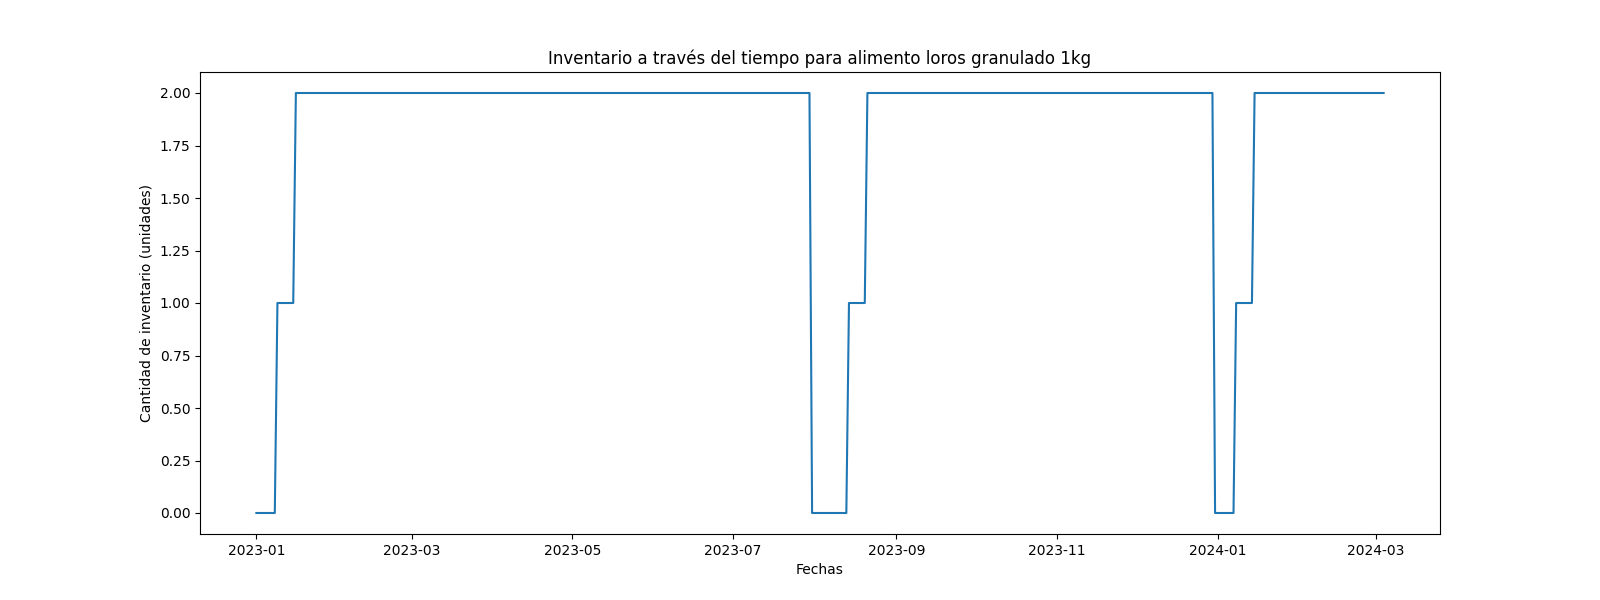 Inventario a través del tiempo para alimento loros granulado 1kg
Cantidad de inventario (unidades)
2.00
1.75
1.50
1.25
1.00
0.75
0.50
0.25
0.00
2023-01 2023-03 2023-05 2023-07 2023-09 2023-11 2024-01 2024-03
Fechas